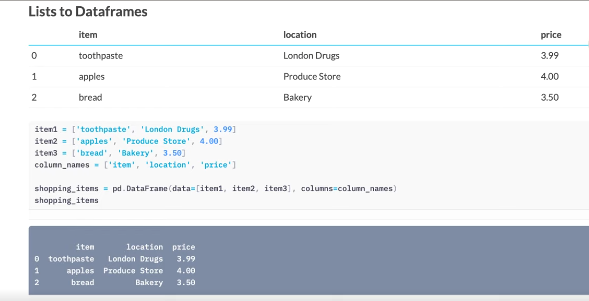 Lists to Dataframes
item location price
0 toothpaste London Drugs 3.99
1 apples Produce Store 4.00
2 bread Bakery 3.50
item1 = ['toothpaste', 'London Drugs', 3.99]
item2 = ['apples', 'Produce Store', 4.00]
item3 = ['bread', 'Bakery', 3.50]
column_names = ['item', 'location', 'price']
shopping_items = pd.DataFrame(data=[item1, item2, item3], columns=column_names)
shopping_items
item location price
0 toothpaste London Drugs 3.99
1 apples Produce Store 4.00
2 bread Bakery 3.50